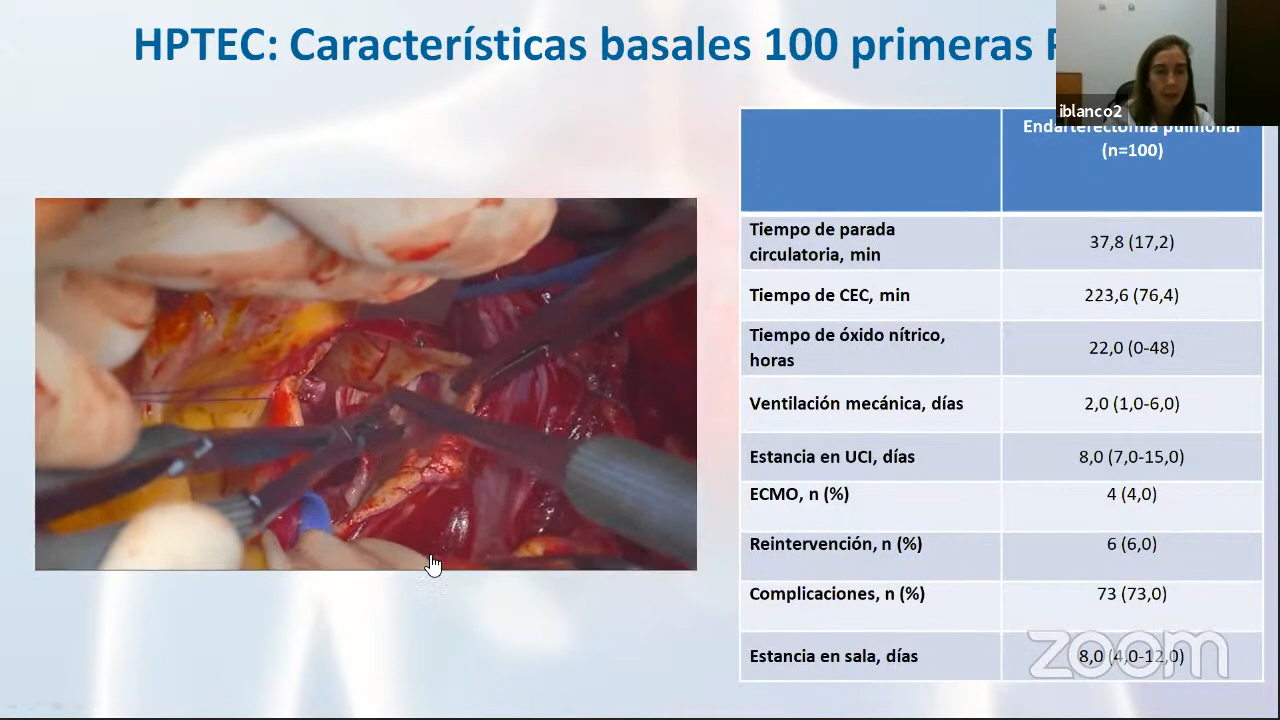 HPTEC: Características basales 100 primeras
iblanco2
Endarterectomía pulmonar
(n=100)
Tiempo de parada
circulatoria, min
37,8 (17,2)
Tiempo de CEC, min
223,6 (76,4)
Tiempo de óxido nítrico,
horas
22,0 (0-48)
Ventilación mecánica, días
2,0 (1,0-6,0)
Estancia en UCI, días
8,0 (7,0-15,0)
ECMO, n (%)
4 (4,0)
Reintervención, n (%)
6 (6,0)
Complicaciones, n (%)
73 (73,0)
Estancia en sala, días
8,0 (4,0-12,0)
zoom